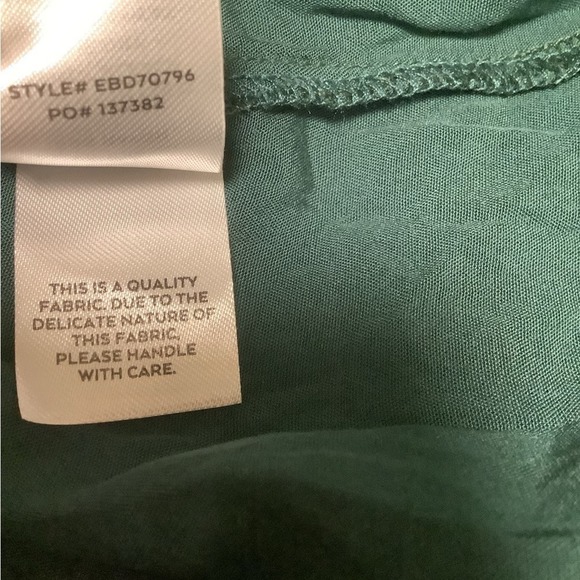 STYLE# EBD70796
PO# 137382
THIS IS A QUALITY
FABRIC. DUE TO THE
DELICATE NATURE OF
THIS FABRIC,
PLEASE HANDLE
WITH CARE.